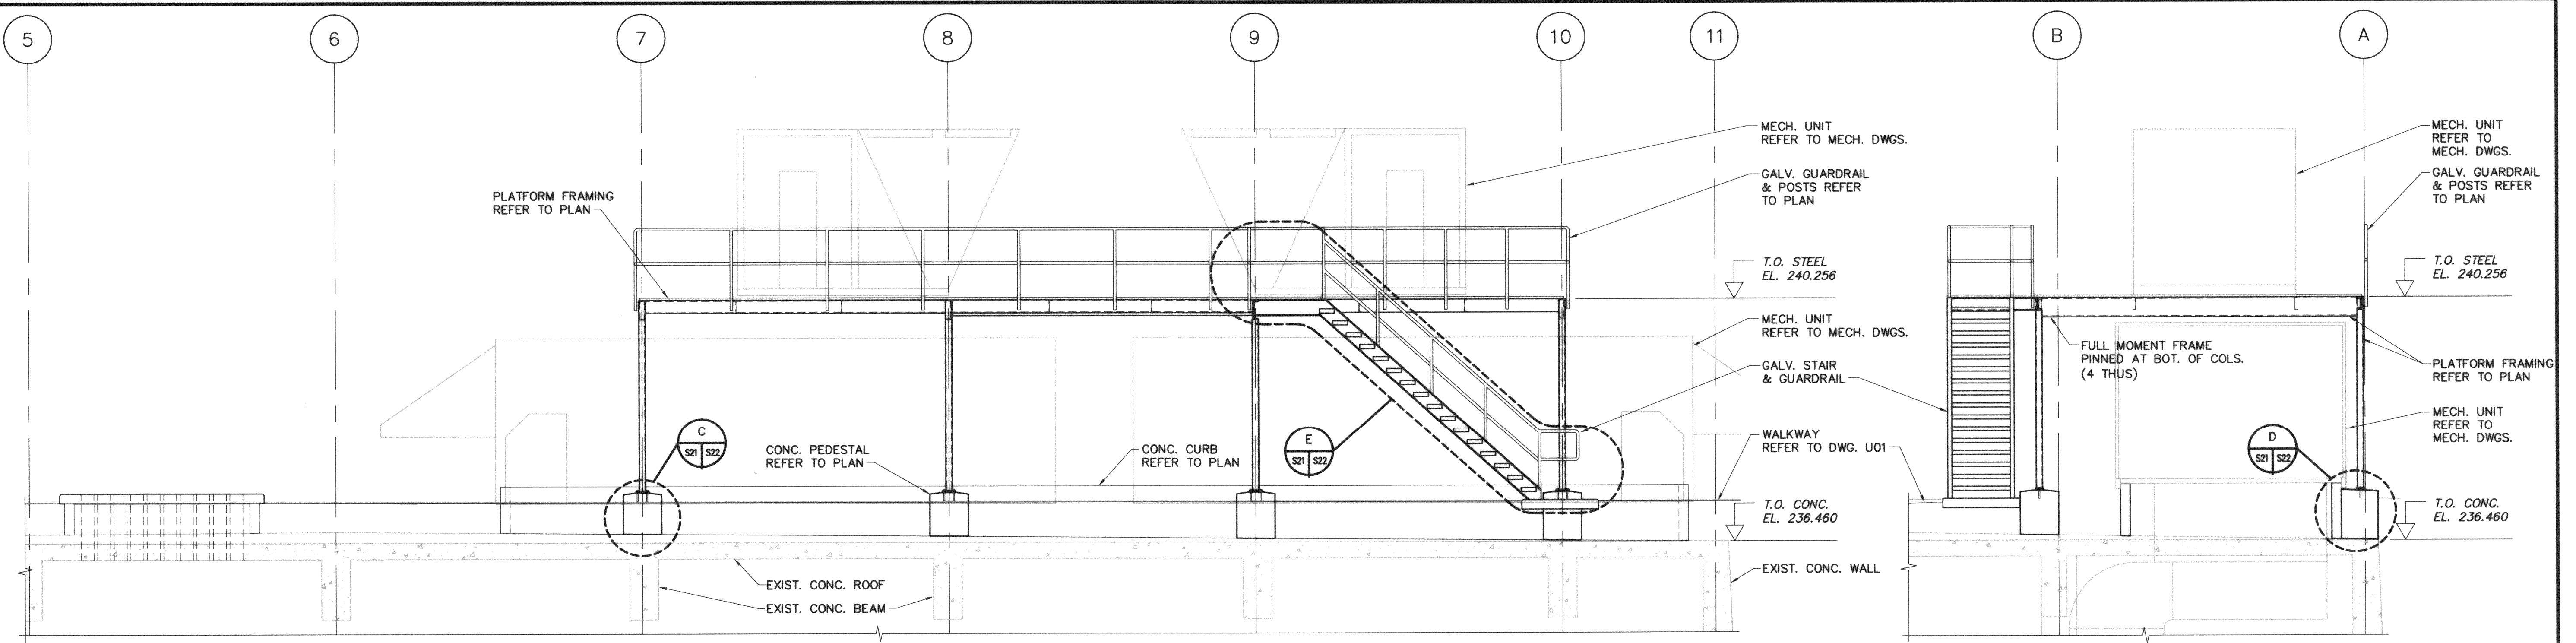 5
6
7
8
9
10
11
B
A
MECH. UNIT
REFER TO MECH. DWGS.
GALV. GUARDRAIL
& POSTS REFER
TO PLAN
PLATFORM FRAMING
REFER TO PLAN
T.O. STEEL
EL. 240.256
MECH. UNIT
REFER TO MECH. DWGS.
GALV. STAIR
& GUARDRAIL
C
S21 S22
CONC. PEDESTAL
REFER TO PLAN
CONC. CURB
REFER TO PLAN
E
S21 S22
WALKWAY
REFER TO DWG. U01
T.O. CONC.
EL. 236.460
EXIST. CONC. ROOF
EXIST. CONC. BEAM
EXIST. CONC. WALL
MECH. UNIT
REFER TO
MECH. DWGS.
GALV. GUARDRAIL
& POSTS REFER
TO PLAN
T.O. STEEL
EL. 240.256
FULL MOMENT FRAME
PINNED AT BOT. OF COLS.
(4 THUS)
PLATFORM FRAMING
REFER TO PLAN
MECH. UNIT
REFER TO
MECH. DWGS.
D
S21 S22
T.O. CONC.
EL. 236.460